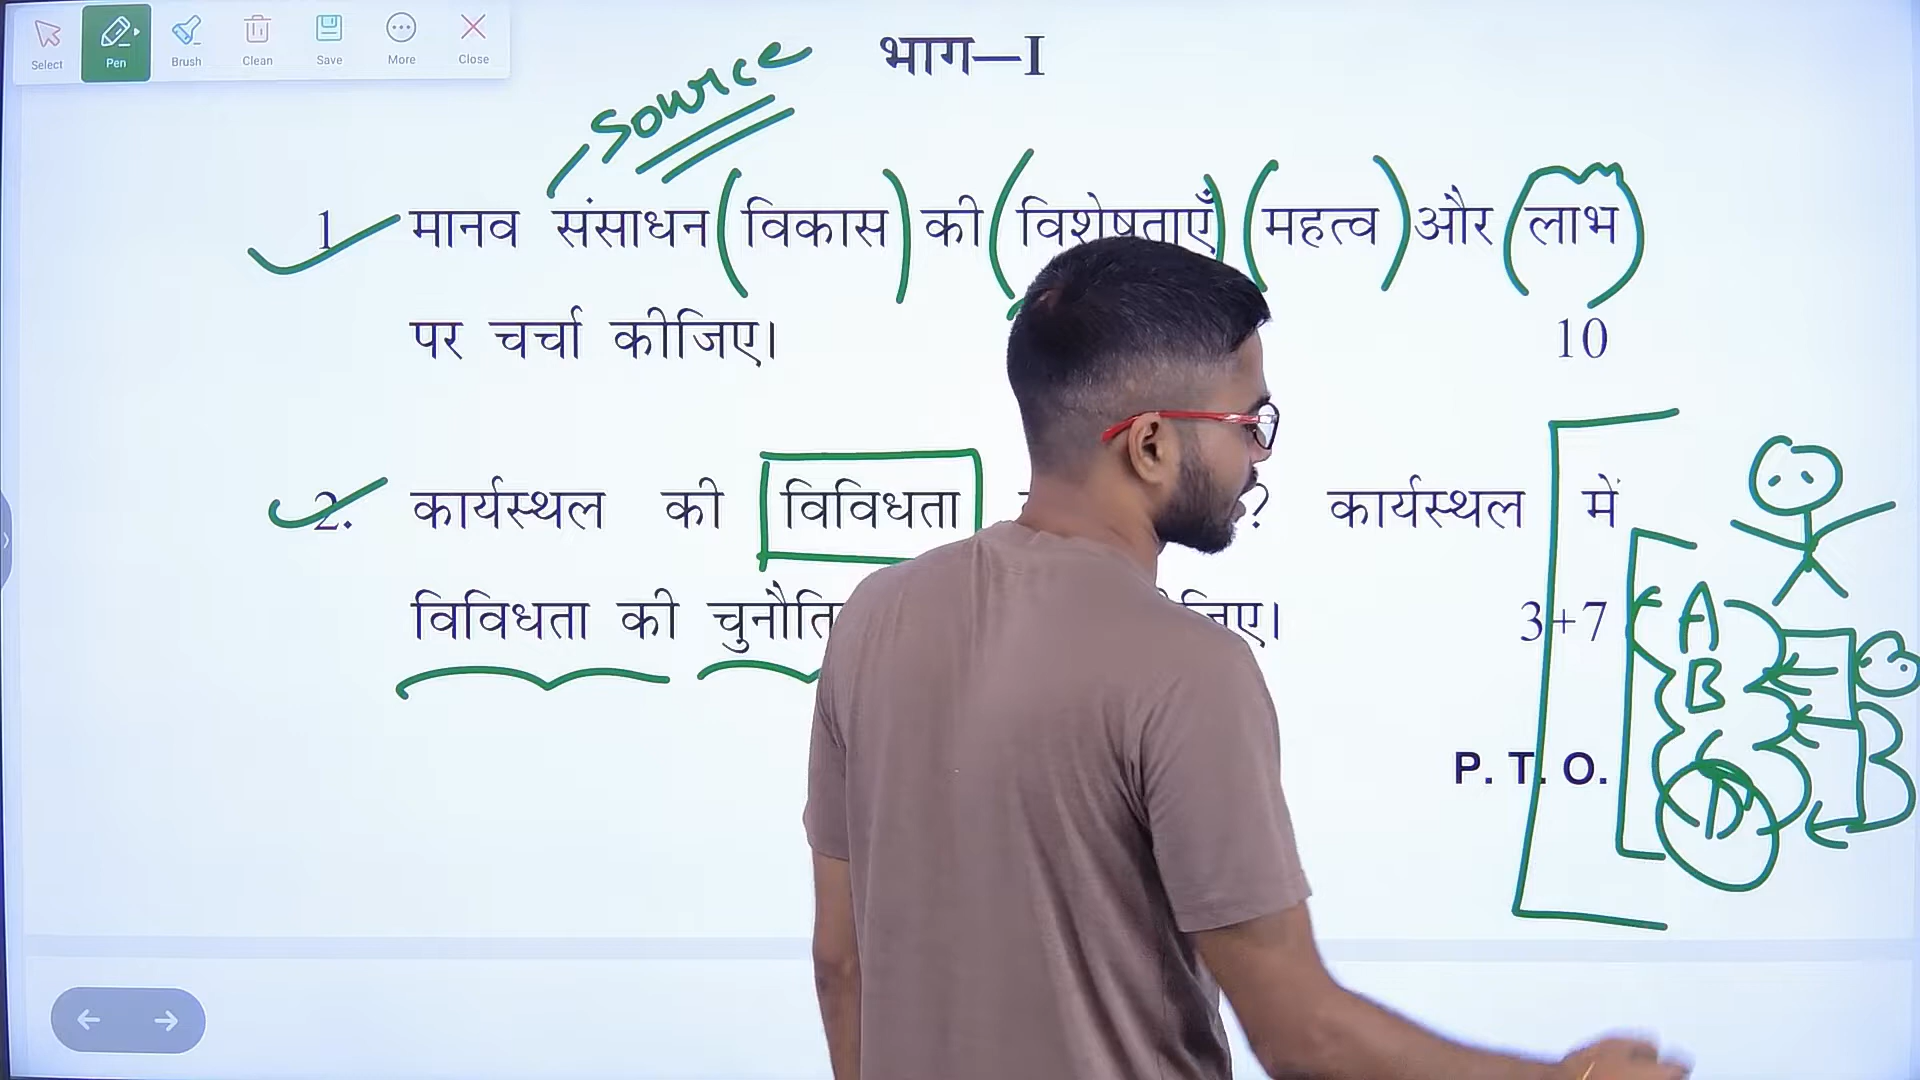 Select Pen Brush Clean Save More Close
भाग—I
Source
1 मानव संसाधन (विकास) की (विशेषताएँ) (महत्व) और (लाभ)
पर चर्चा कीजिए। 10
2. कार्यस्थल की विविधता ? कार्यस्थल में
विविधता की 3+7
A
B
C
D
P. T. O.